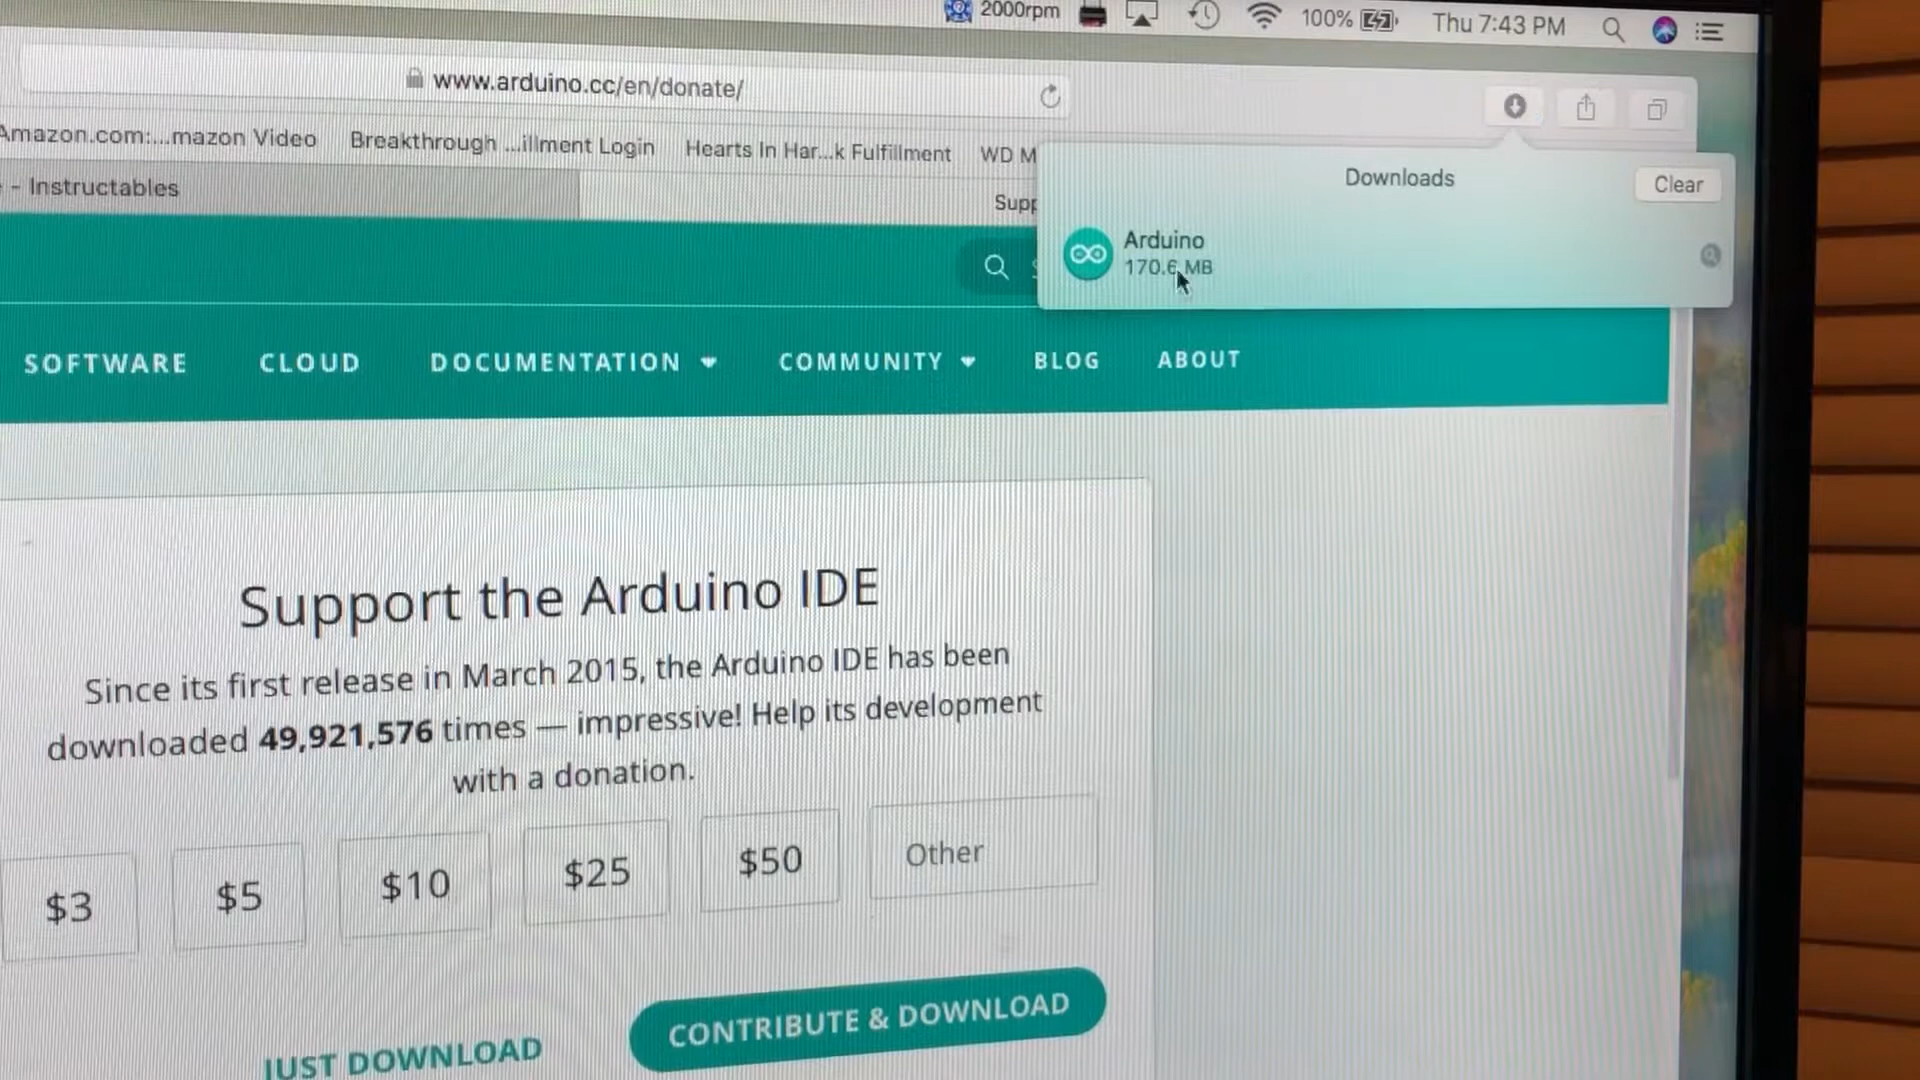 2000rpm 100% Thu 7:43 PM
www.arduino.cc/en/donate/
Amazon.com:...mazon Video Breakthrough ...illment Login Hearts In Har...k Fulfillment WD M
- Instructables
Supp
Downloads
Clear
Arduino
170.6 MB
SOFTWARE CLOUD DOCUMENTATION COMMUNITY BLOG ABOUT
Support the Arduino IDE
Since its first release in March 2015, the Arduino IDE has been
downloaded 49,921,576 times — impressive! Help its development
with a donation.
$3 $5 $10 $25 $50 Other
JUST DOWNLOAD
CONTRIBUTE & DOWNLOAD